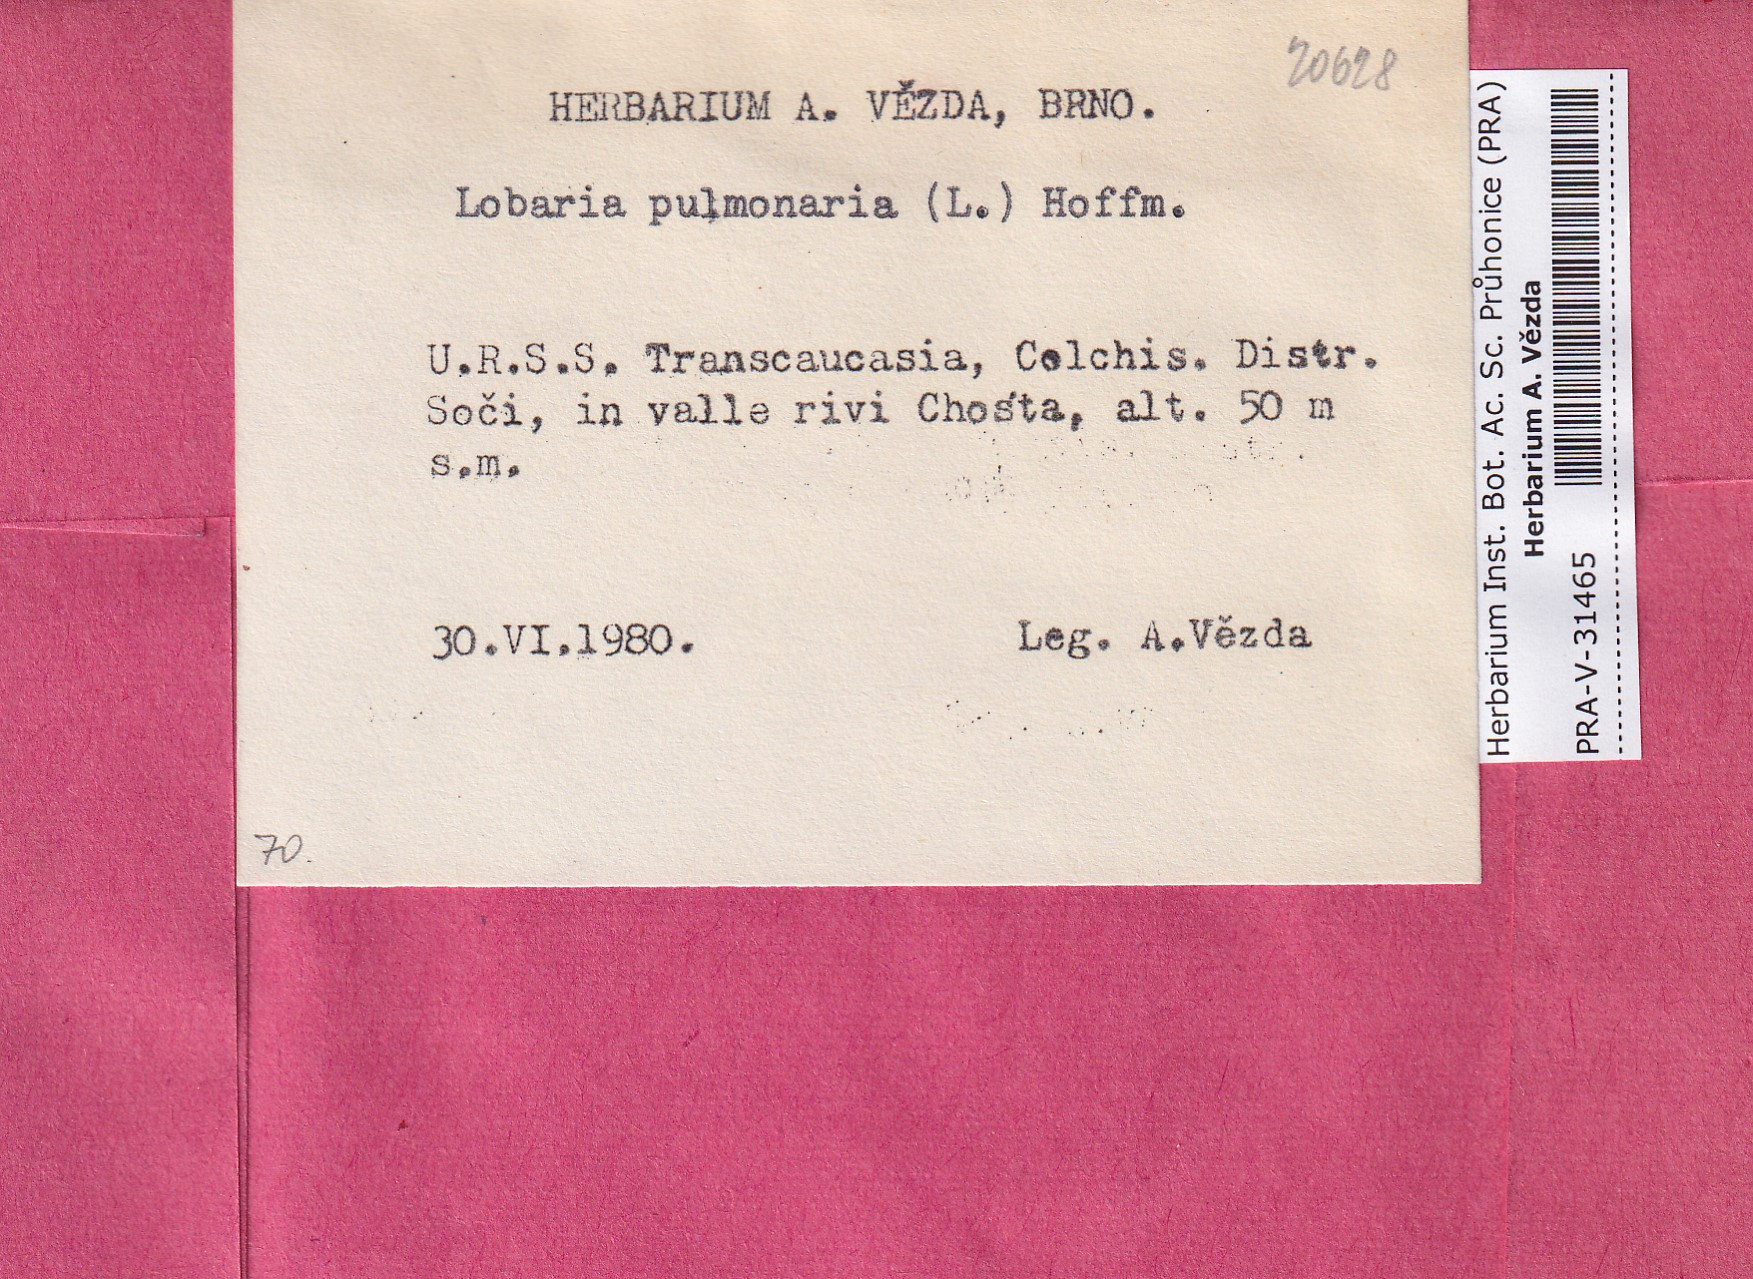 20628
HERBARIUM A. VĚZDA, BRNO.
Lobaria pulmonaria (L.) Hoffm.
U.R.S.S. Transcaucasia, Colchis. Distr.
Soči, in valle rivi Chosta, alt. 50 m
s.m.
30.VI.1980. Leg. A.Vězda
70.
Herbarium Inst. Bot. Ac. Sc. Průhonice (PRA)
Herbarium A. Vězda
PRA-V-31465